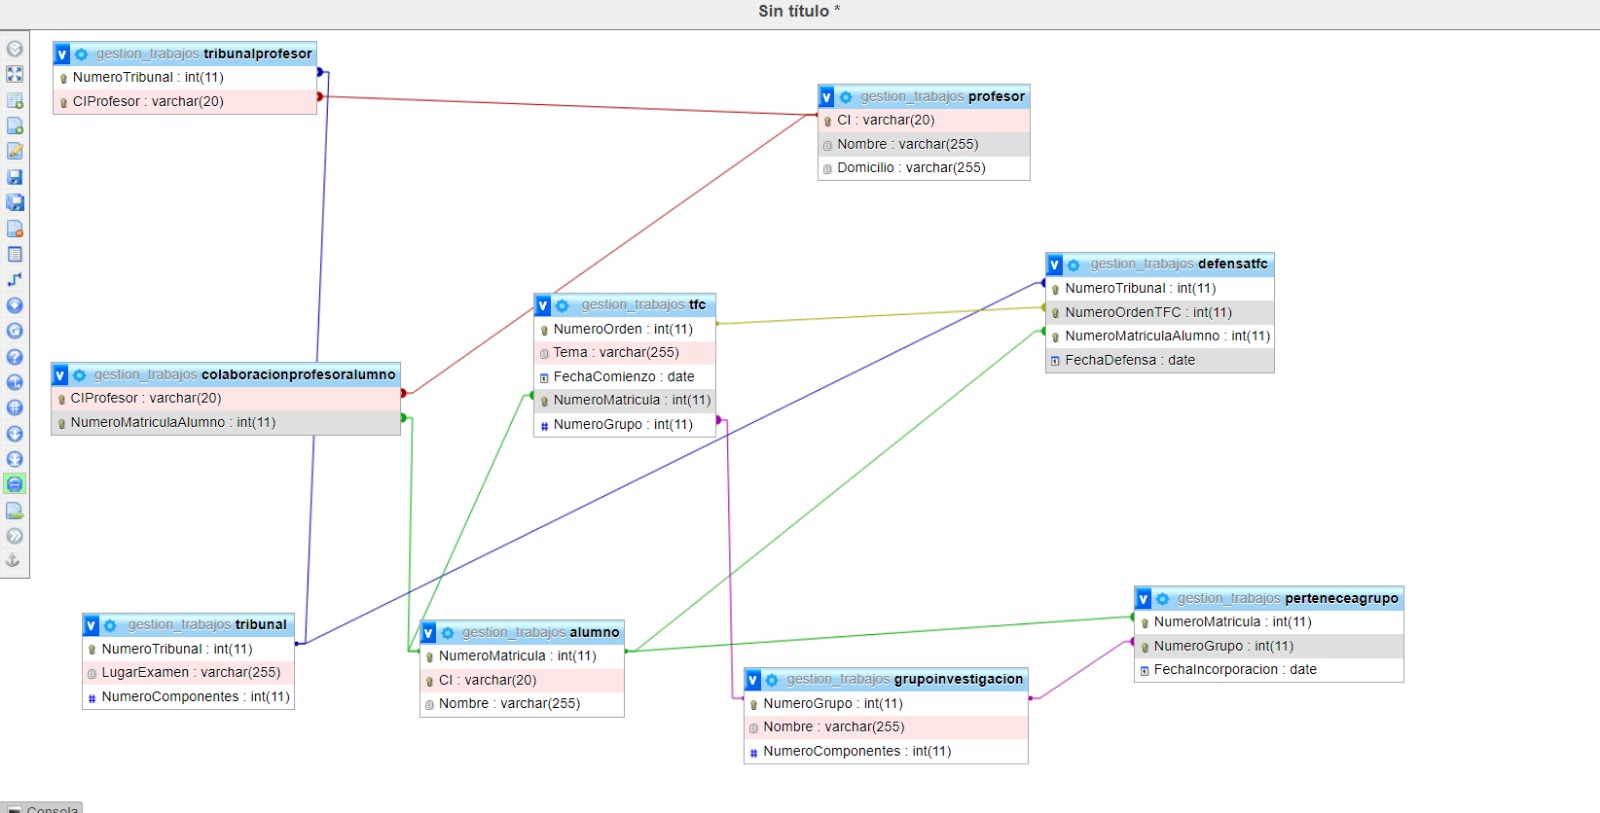 Sin título *
gestion_trabajos tribunalprofesor
NumeroTribunal : int(11)
CIProfesor : varchar(20)
gestion_trabajos profesor
CI : varchar(20)
Nombre : varchar(255)
Domicilio : varchar(255)
gestion_trabajos defensatfc
NumeroTribunal : int(11)
NumeroOrdenTFC : int(11)
NumeroMatriculaAlumno : int(11)
FechaDefensa : date
gestion_trabajos tfc
NumeroOrden : int(11)
Tema : varchar(255)
FechaComienzo : date
NumeroMatricula : int(11)
NumeroGrupo : int(11)
gestion_trabajos colaboracionprofesoralumno
CIProfesor : varchar(20)
NumeroMatriculaAlumno : int(11)
gestion_trabajos tribunal
NumeroTribunal : int(11)
LugarExamen : varchar(255)
NumeroComponentes : int(11)
gestion_trabajos alumno
NumeroMatricula : int(11)
CI : varchar(20)
Nombre : varchar(255)
gestion_trabajos perteneceagrupo
NumeroMatricula : int(11)
NumeroGrupo : int(11)
FechaIncorporacion : date
gestion_trabajos grupoinvestigacion
NumeroGrupo : int(11)
Nombre : varchar(255)
NumeroComponentes : int(11)
Consola